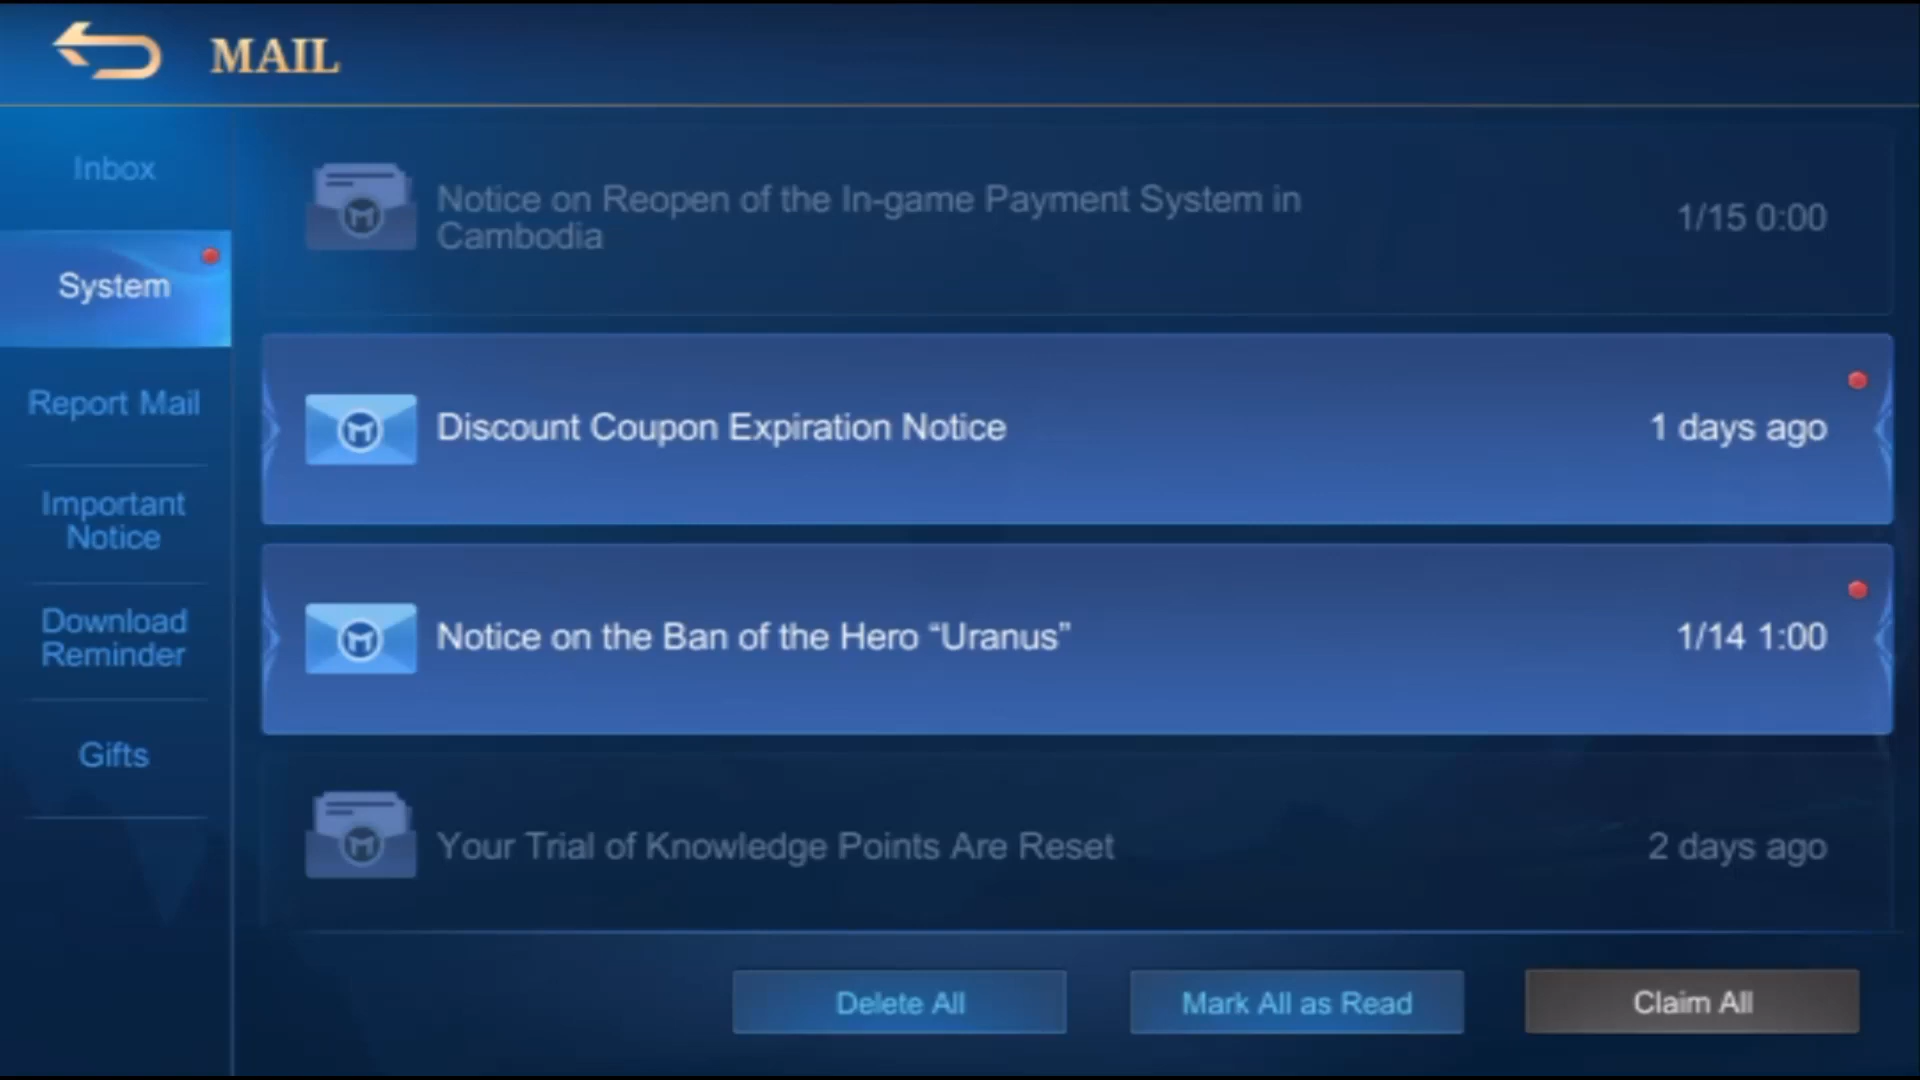 MAIL
Inbox
System
Report Mail
Important
Notice
Download
Reminder
Gifts
Notice on Reopen of the In-game Payment System in
Cambodia
1/15 0:00
Discount Coupon Expiration Notice
1 days ago
Notice on the Ban of the Hero “Uranus”
1/14 1:00
Your Trial of Knowledge Points Are Reset
2 days ago
Delete All
Mark All as Read
Claim All